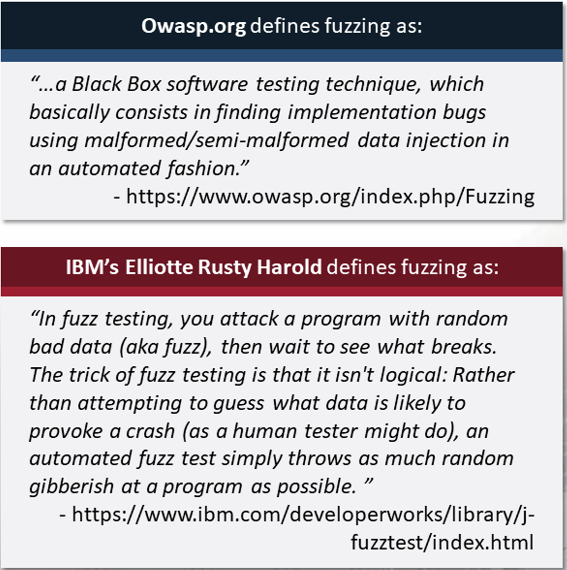 Owasp.org defines fuzzing as:
“…a Black Box software testing technique, which
basically consists in finding implementation bugs
using malformed/semi-malformed data injection in
an automated fashion.”
- https://www.owasp.org/index.php/Fuzzing
IBM’s Elliotte Rusty Harold defines fuzzing as:
“In fuzz testing, you attack a program with random
bad data (aka fuzz), then wait to see what breaks.
The trick of fuzz testing is that it isn't logical: Rather
than attempting to guess what data is likely to
provoke a crash (as a human tester might do), an
automated fuzz test simply throws as much random
gibberish at a program as possible. ”
- https://www.ibm.com/developerworks/library/j-
fuzztest/index.html